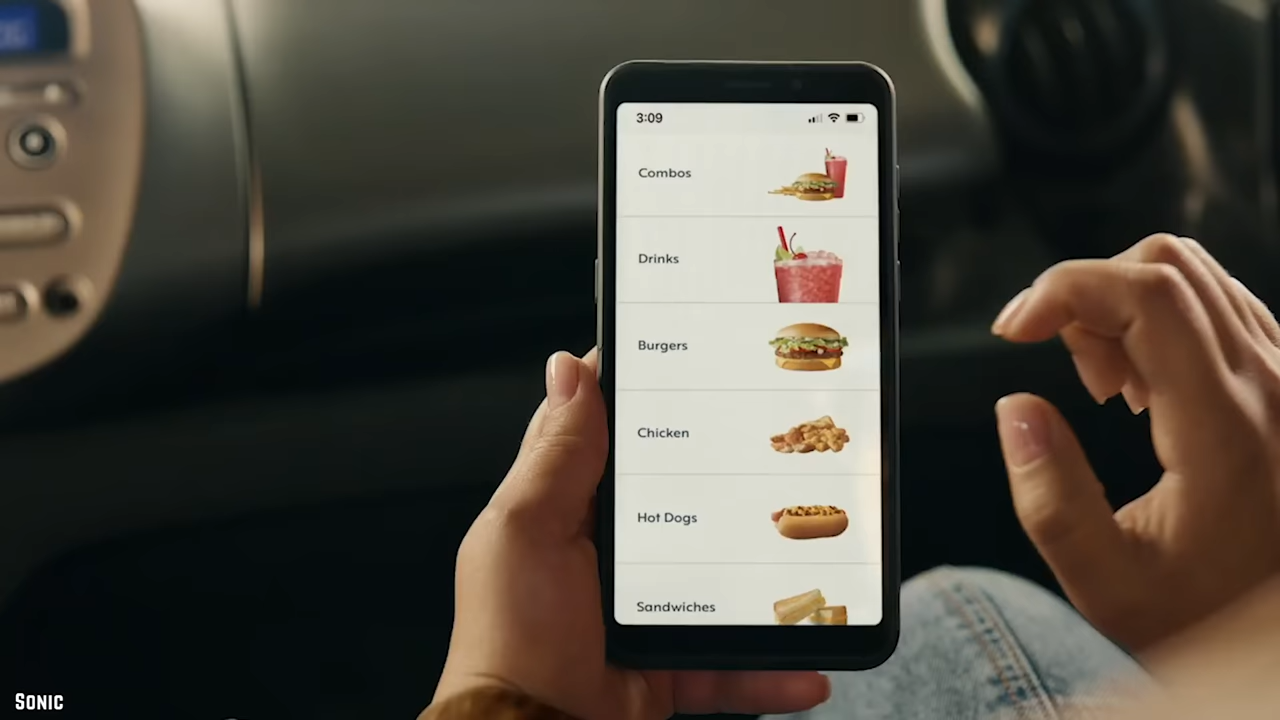 3:09
Combos
Drinks
Burgers
Chicken
Hot Dogs
Sandwiches
Sonic